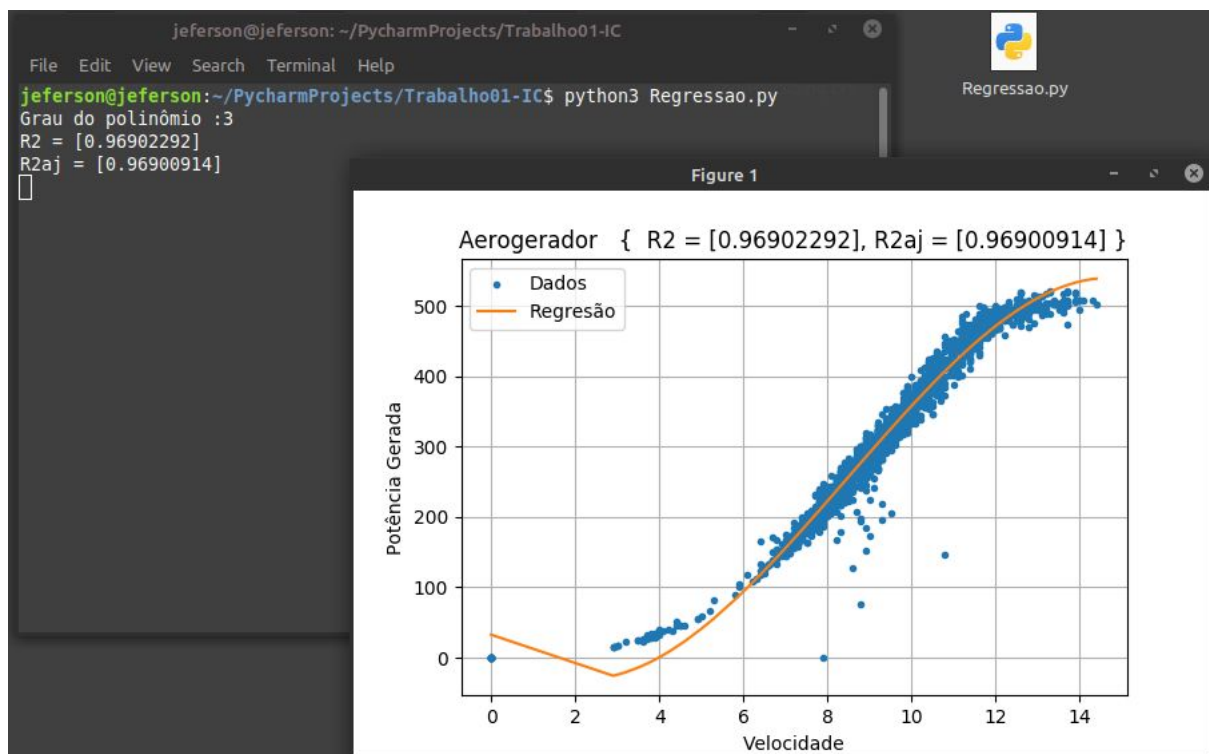 jeferson@jeferson: ~/PycharmProjects/Trabalho01-IC
File Edit View Search Terminal Help
jeferson@jeferson:~/PycharmProjects/Trabalho01-IC$ python3 Regressao.py
Grau do polinômio :3
R2 = [0.96902292]
R2aj = [0.96900914]
Regressao.py
Figure 1
Aerogerador { R2 = [0.96902292], R2aj = [0.96900914] }
Dados
Regresão
500
400
300
200
100
0
Potência Gerada
0 2 4 6 8 10 12 14
Velocidade